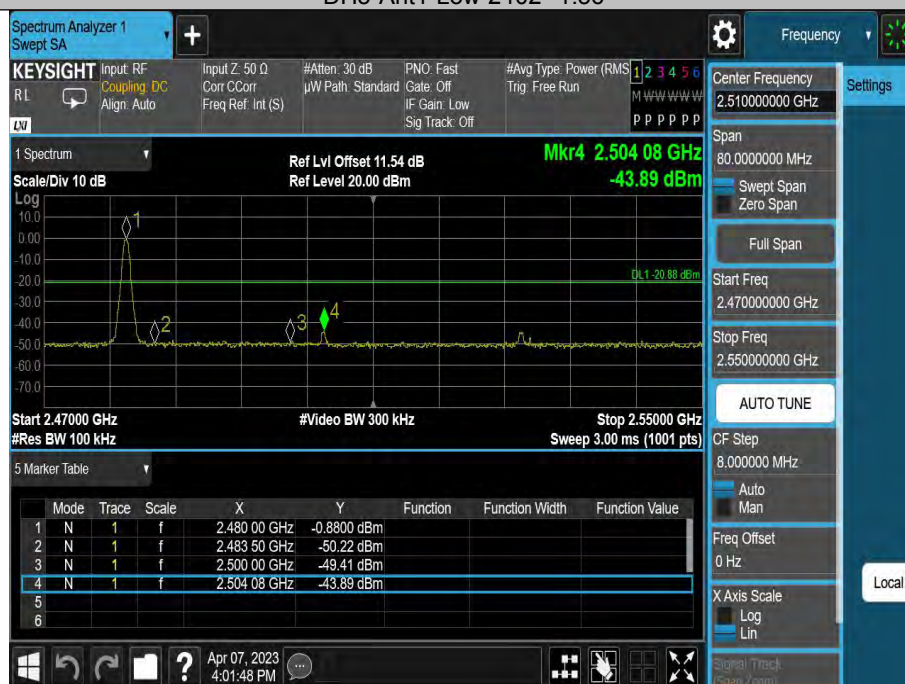 Spectrum Analyzer 1
Swept SA
+
Frequency
KEYSIGHT
RL
LXI
Input: RF
Coupling: DC
Align: Auto
Input Z: 50 Ω
Corr CCorr
Freq Ref: Int (S)
#Atten: 30 dB
µW Path: Standard
PNO: Fast
Gate: Off
IF Gain: Low
Sig Track: Off
#Avg Type: Power (RMS
Trig: Free Run
1 2 3 4 5 6
M W W W W W
P P P P P P
1 Spectrum
Scale/Div 10 dB
Ref Lvl Offset 11.54 dB
Ref Level 20.00 dBm
Mkr4 2.504 08 GHz
-43.89 dBm
Log
10.0
0.00
-10.0
-20.0
-30.0
-40.0
-50.0
-60.0
-70.0
1
2
3
4
DL1 -20.88 dBm
Start 2.47000 GHz
#Video BW 300 kHz
Stop 2.55000 GHz
#Res BW 100 kHz
Sweep 3.00 ms (1001 pts)
5 Marker Table
Mode Trace Scale X Y Function Function Width Function Value
1 N 1 f 2.480 00 GHz -0.8800 dBm
2 N 1 f 2.483 50 GHz -50.22 dBm
3 N 1 f 2.500 00 GHz -49.41 dBm
4 N 1 f 2.504 08 GHz -43.89 dBm
5
6
Center Frequency
2.510000000 GHz
Settings
Span
80.0000000 MHz
Swept Span
Zero Span
Full Span
Start Freq
2.470000000 GHz
Stop Freq
2.550000000 GHz
AUTO TUNE
CF Step
8.000000 MHz
Auto
Man
Freq Offset
0 Hz
X Axis Scale
Log
Lin
Local
Signal Track
(Span Zoom)
?
Apr 07, 2023
4:01:48 PM